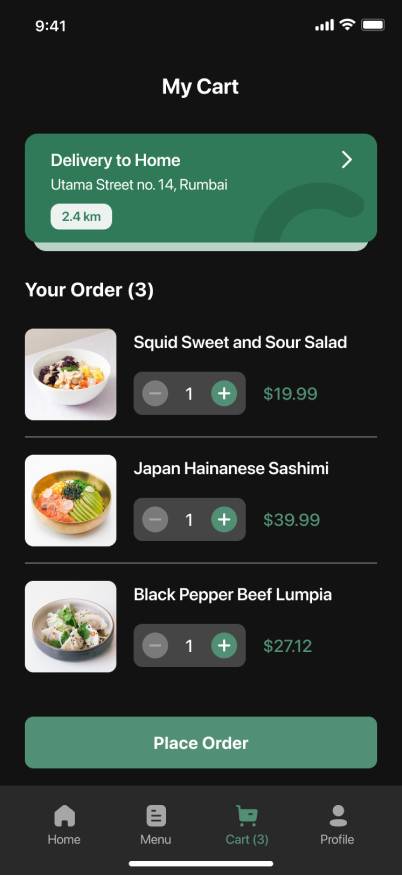 9:41
My Cart
Delivery to Home
Utama Street no. 14, Rumbai
2.4 km
Your Order (3)
Squid Sweet and Sour Salad
1
$19.99
Japan Hainanese Sashimi
1
$39.99
Black Pepper Beef Lumpia
1
$27.12
Place Order
Home
Menu
Cart (3)
Profile